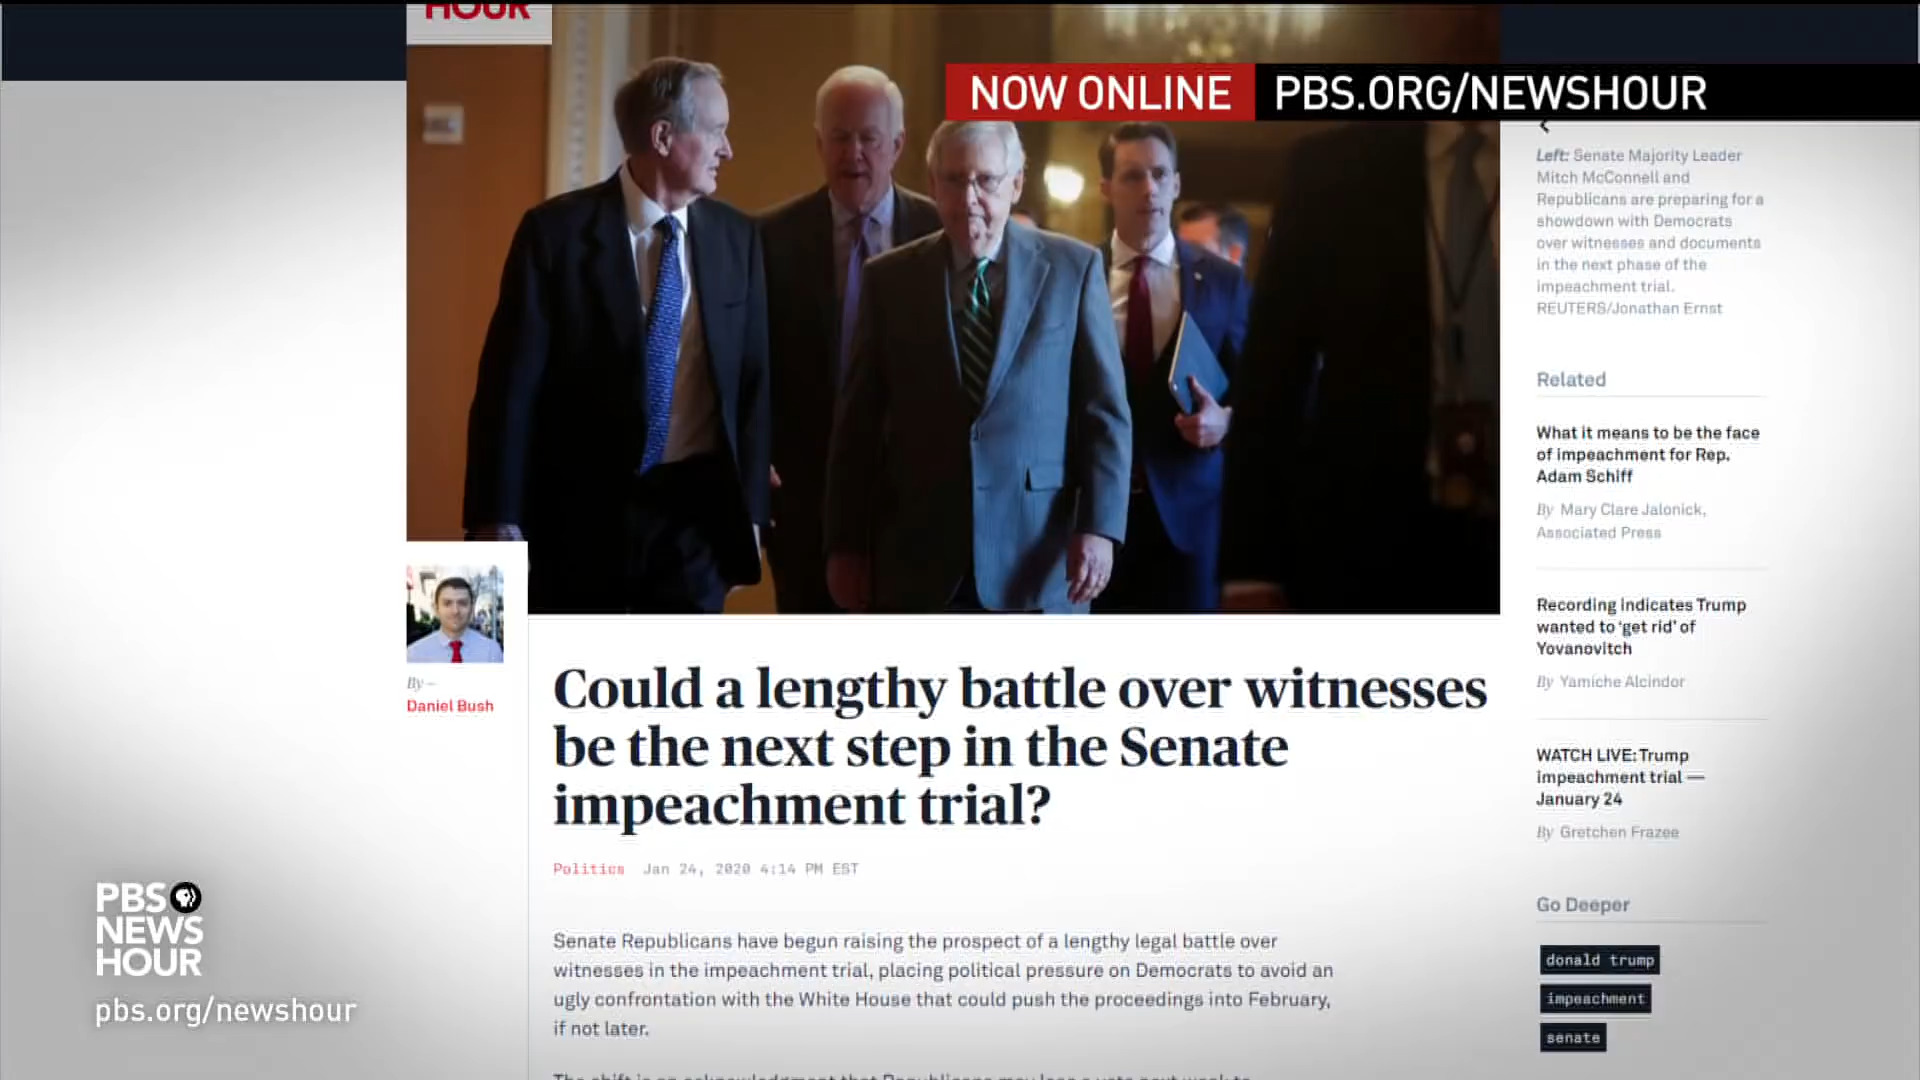 HOUR
NOW ONLINE
PBS.ORG/NEWSHOUR
Left: Senate Majority Leader
Mitch McConnell and
Republicans are preparing for a
showdown with Democrats
over witnesses and documents
in the next phase of the
impeachment trial.
REUTERS/Jonathan Ernst
Related
What it means to be the face
of impeachment for Rep.
Adam Schiff
By Mary Clare Jalonick,
Associated Press
Recording indicates Trump
wanted to ‘get rid’ of
Yovanovitch
By Yamiche Alcindor
WATCH LIVE: Trump
impeachment trial —
January 24
By Gretchen Frazee
Go Deeper
donald trump
impeachment
senate
By –
Daniel Bush
Could a lengthy battle over witnesses
be the next step in the Senate
impeachment trial?
Politics Jan 24, 2020 4:14 PM EST
Senate Republicans have begun raising the prospect of a lengthy legal battle over
witnesses in the impeachment trial, placing political pressure on Democrats to avoid an
ugly confrontation with the White House that could push the proceedings into February,
if not later.
PBS
NEWS
HOUR
pbs.org/newshour